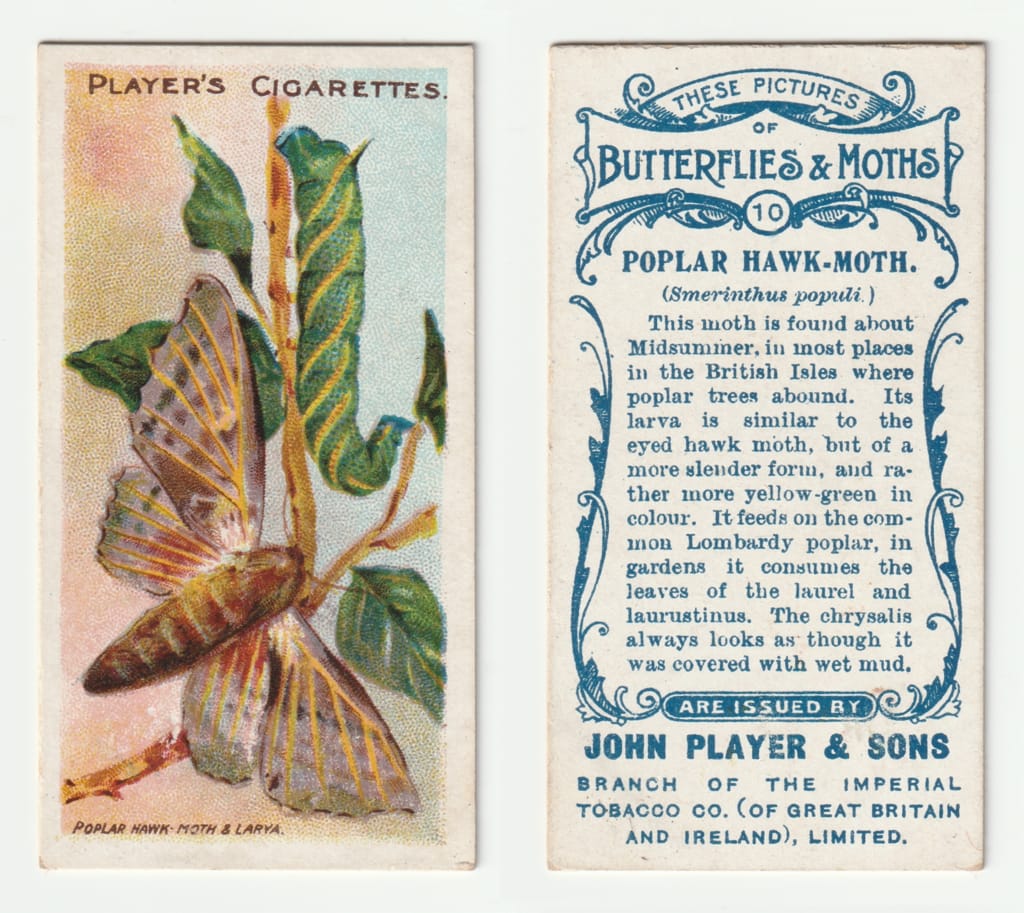 PLAYER'S CIGARETTES.
POPLAR HAWK-MOTH & LARVA.
THESE PICTURES
OF
BUTTERFLIES & MOTHS
10
POPLAR HAWK-MOTH.
(Smerinthus populi.)
This moth is found about
Midsummer, in most places
in the British Isles where
poplar trees abound. Its
larva is similar to the
eyed hawk moth, but of a
more slender form, and ra-
ther more yellow-green in
colour. It feeds on the com-
mon Lombardy poplar, in
gardens it consumes the
leaves of the laurel and
laurustinus. The chrysalis
always looks as though it
was covered with wet mud.
ARE ISSUED BY
JOHN PLAYER & SONS
BRANCH OF THE IMPERIAL
TOBACCO CO. (OF GREAT BRITAIN
AND IRELAND), LIMITED.